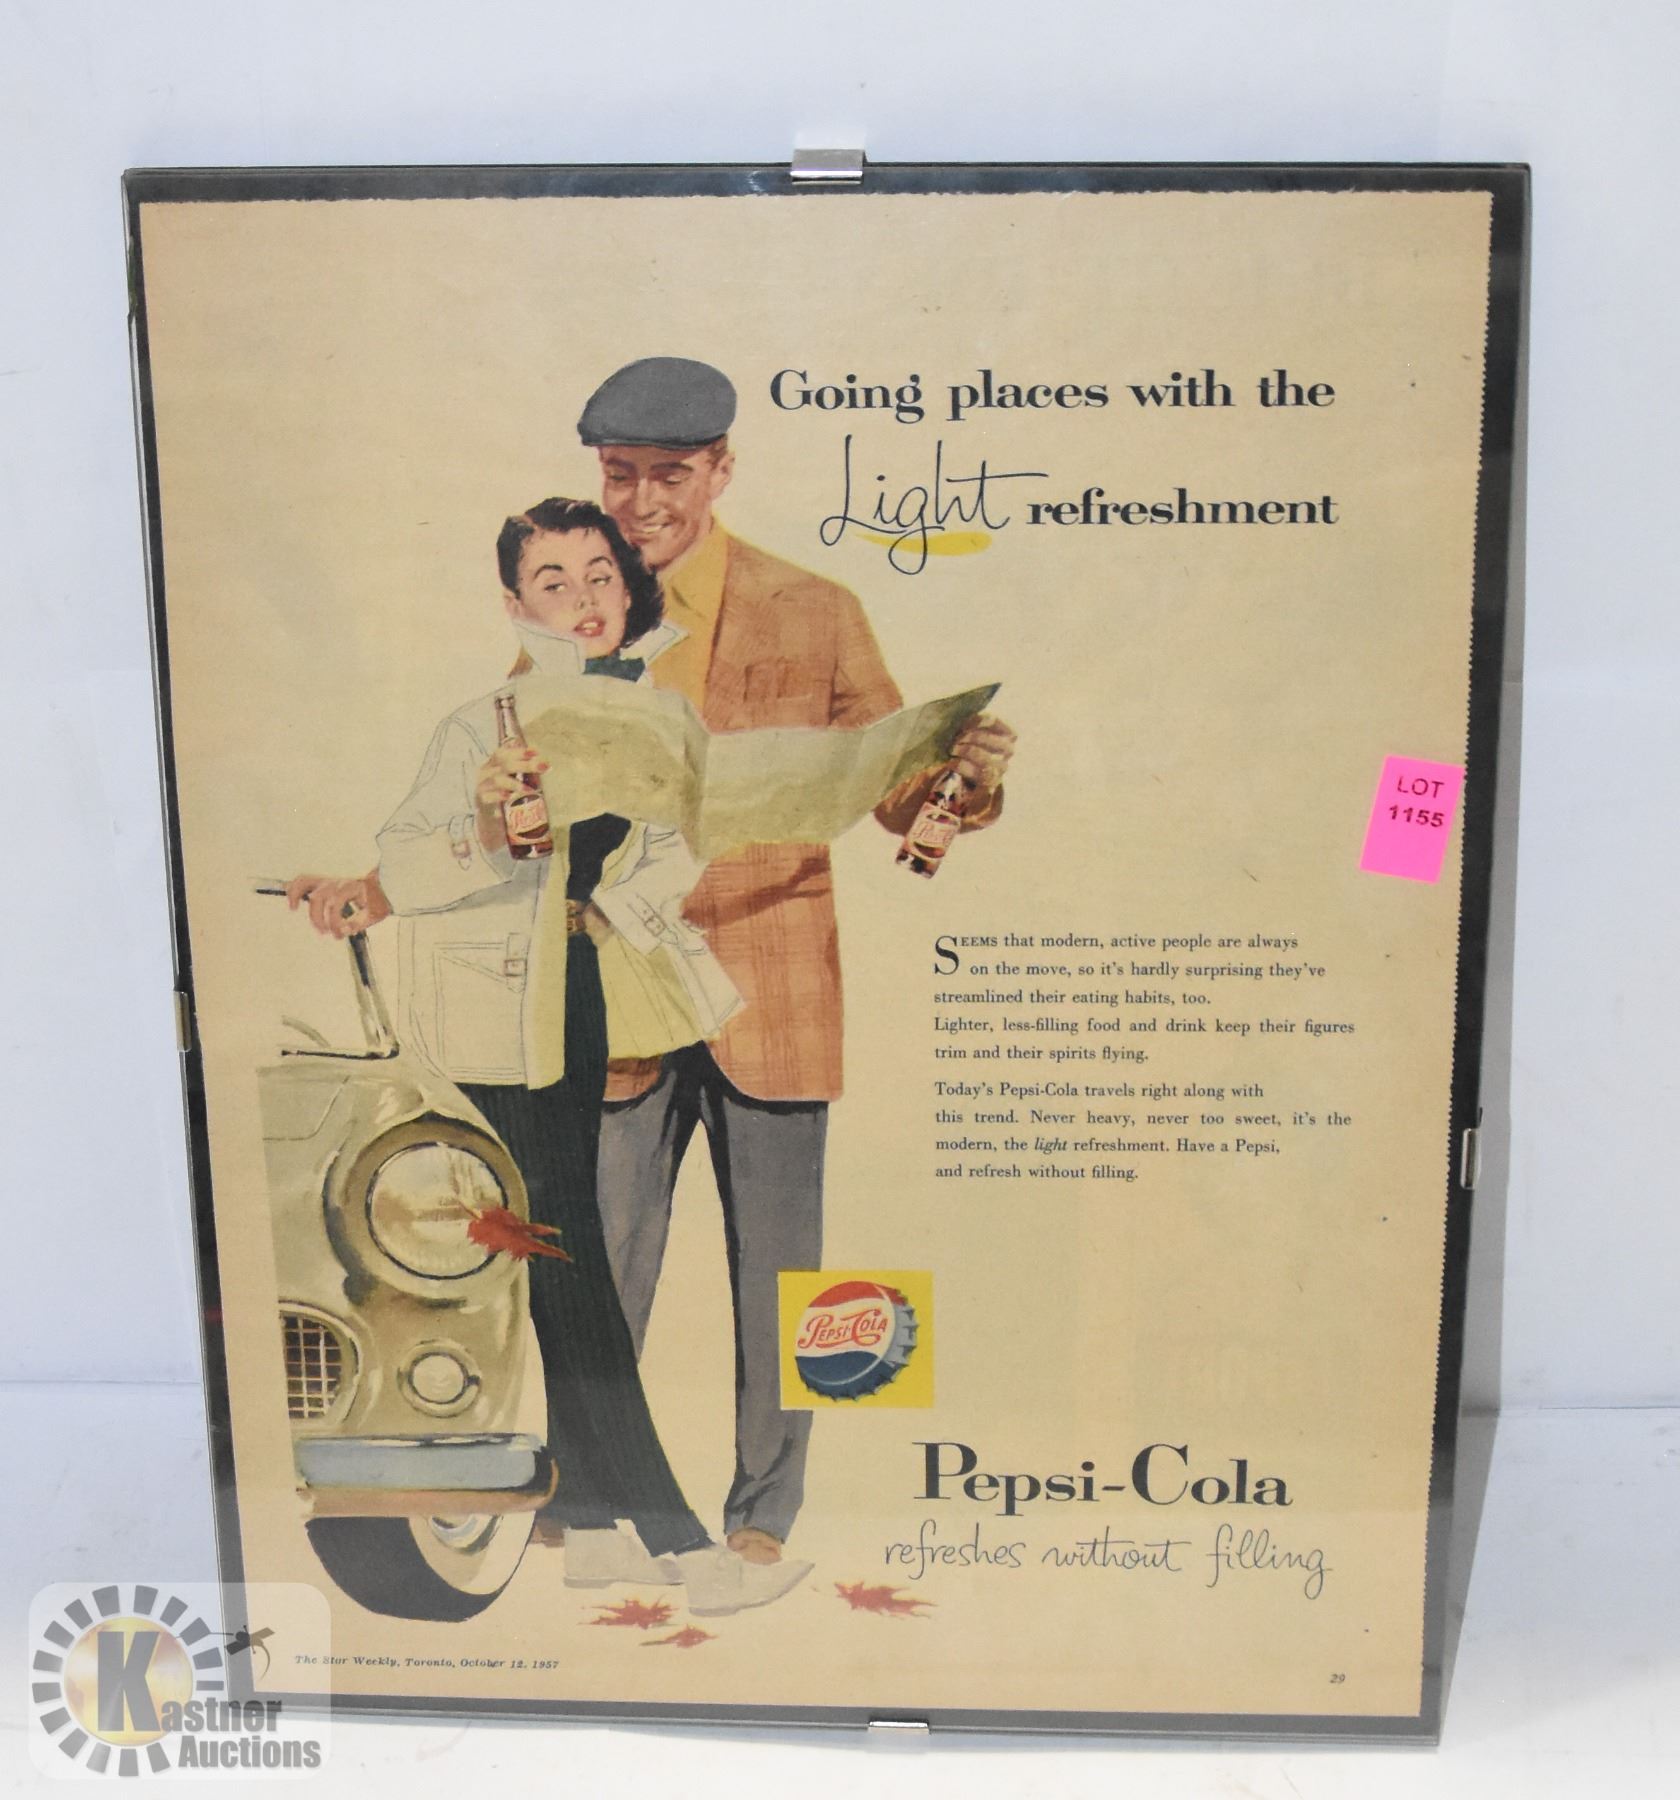 Going places with the
Light refreshment
LOT
1155
Pepsi
Pepsi
SEEMS that modern, active people are always
on the move, so it's hardly surprising they've
streamlined their eating habits, too.
Lighter, less-filling food and drink keep their figures
trim and their spirits flying.
Today's Pepsi-Cola travels right along with
this trend. Never heavy, never too sweet, it's the
modern, the light refreshment. Have a Pepsi,
and refresh without filling.
PEPSI-COLA
Pepsi-Cola
refreshes without filling
The Star Weekly, Toronto, October 12, 1957
29
Kastner
Auctions